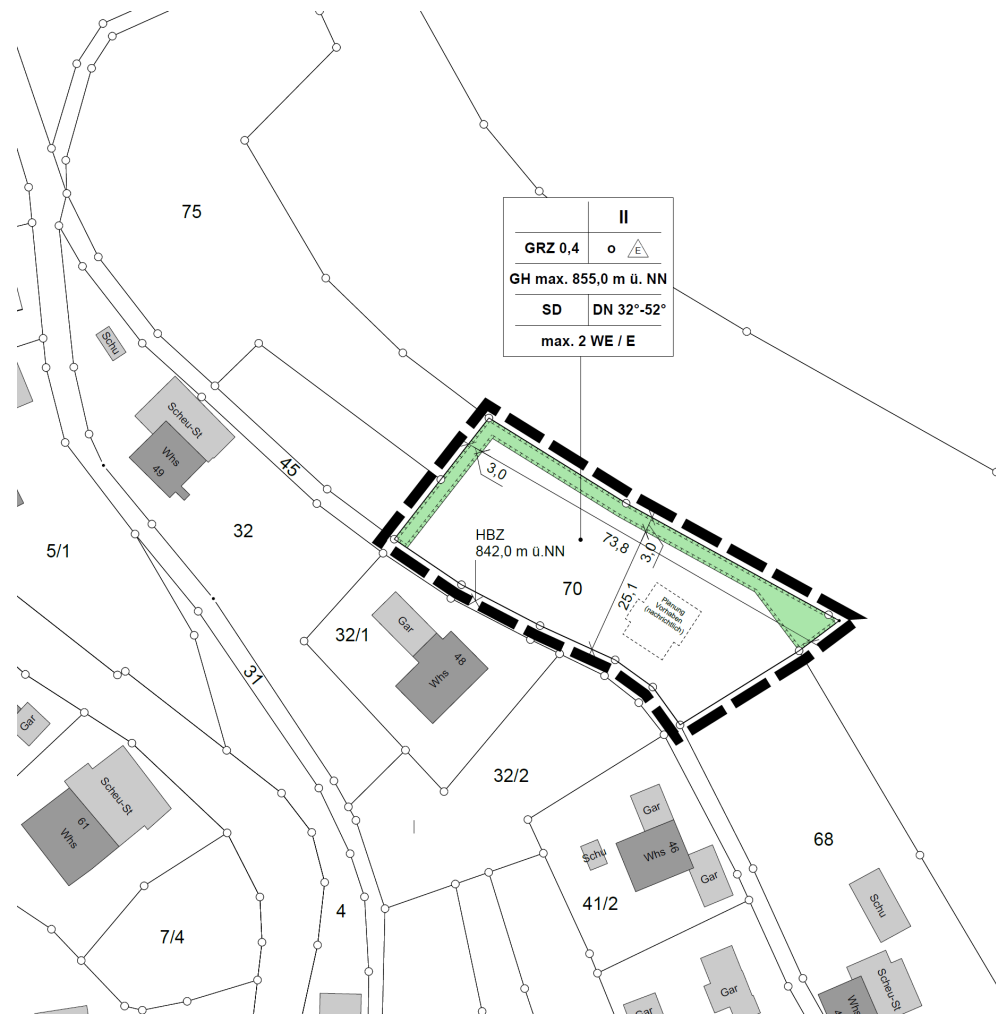 75
II
GRZ 0,4
o
E
GH max. 855,0 m ü. NN
SD
DN 32°-52°
max. 2 WE / E
Schu
Scheu-St
Whs
49
45
3,0
32
5/1
HBZ
842,0 m ü.NN
73,8
3,0
70
25,1
Planung
Vorhaben
(nachrichtlich)
Gar
32/1
48
Whs
31
Gar
32/2
Scheu-St
61
Whs
Gar
Schu
Whs
46
Gar
68
41/2
Schu
4
7/4
Gar
Scheu-St
Gar
Whs